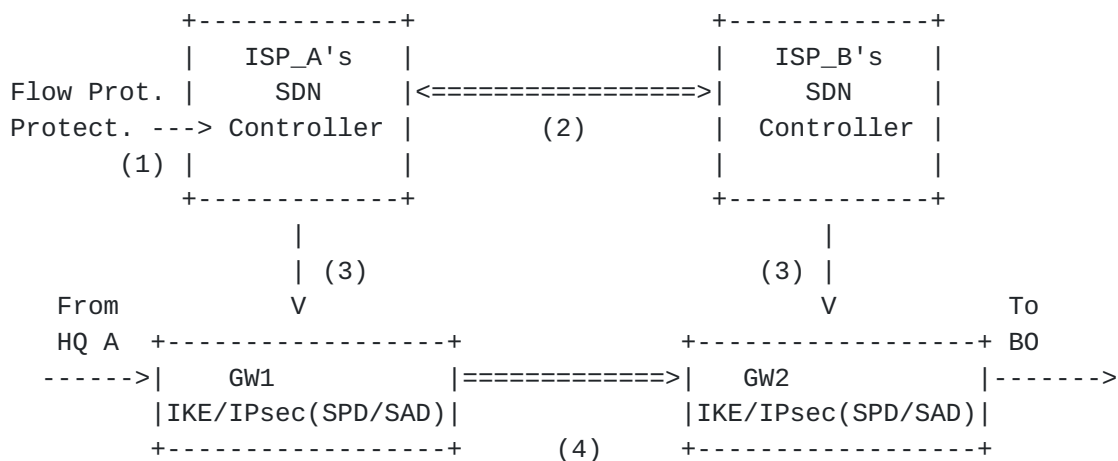 +-------------+                   +-------------+
|   ISP_A's   |                   |   ISP_B's   |
Flow Prot. |     SDN     |<=================>|     SDN     |
Protect. ---> Controller |        (2)        |  Controller |
(1) |             |                   |             |
+-------------+                   +-------------+
|                                 |
| (3)                         (3) |
From          V                                 V            To
HQ A  +------------------+              +------------------+ BO
------>|    GW1           |=============>|   GW2            |------->
|IKE/IPsec(SPD/SAD)|              |IKE/IPsec(SPD/SAD)|
+------------------+      (4)     +------------------+